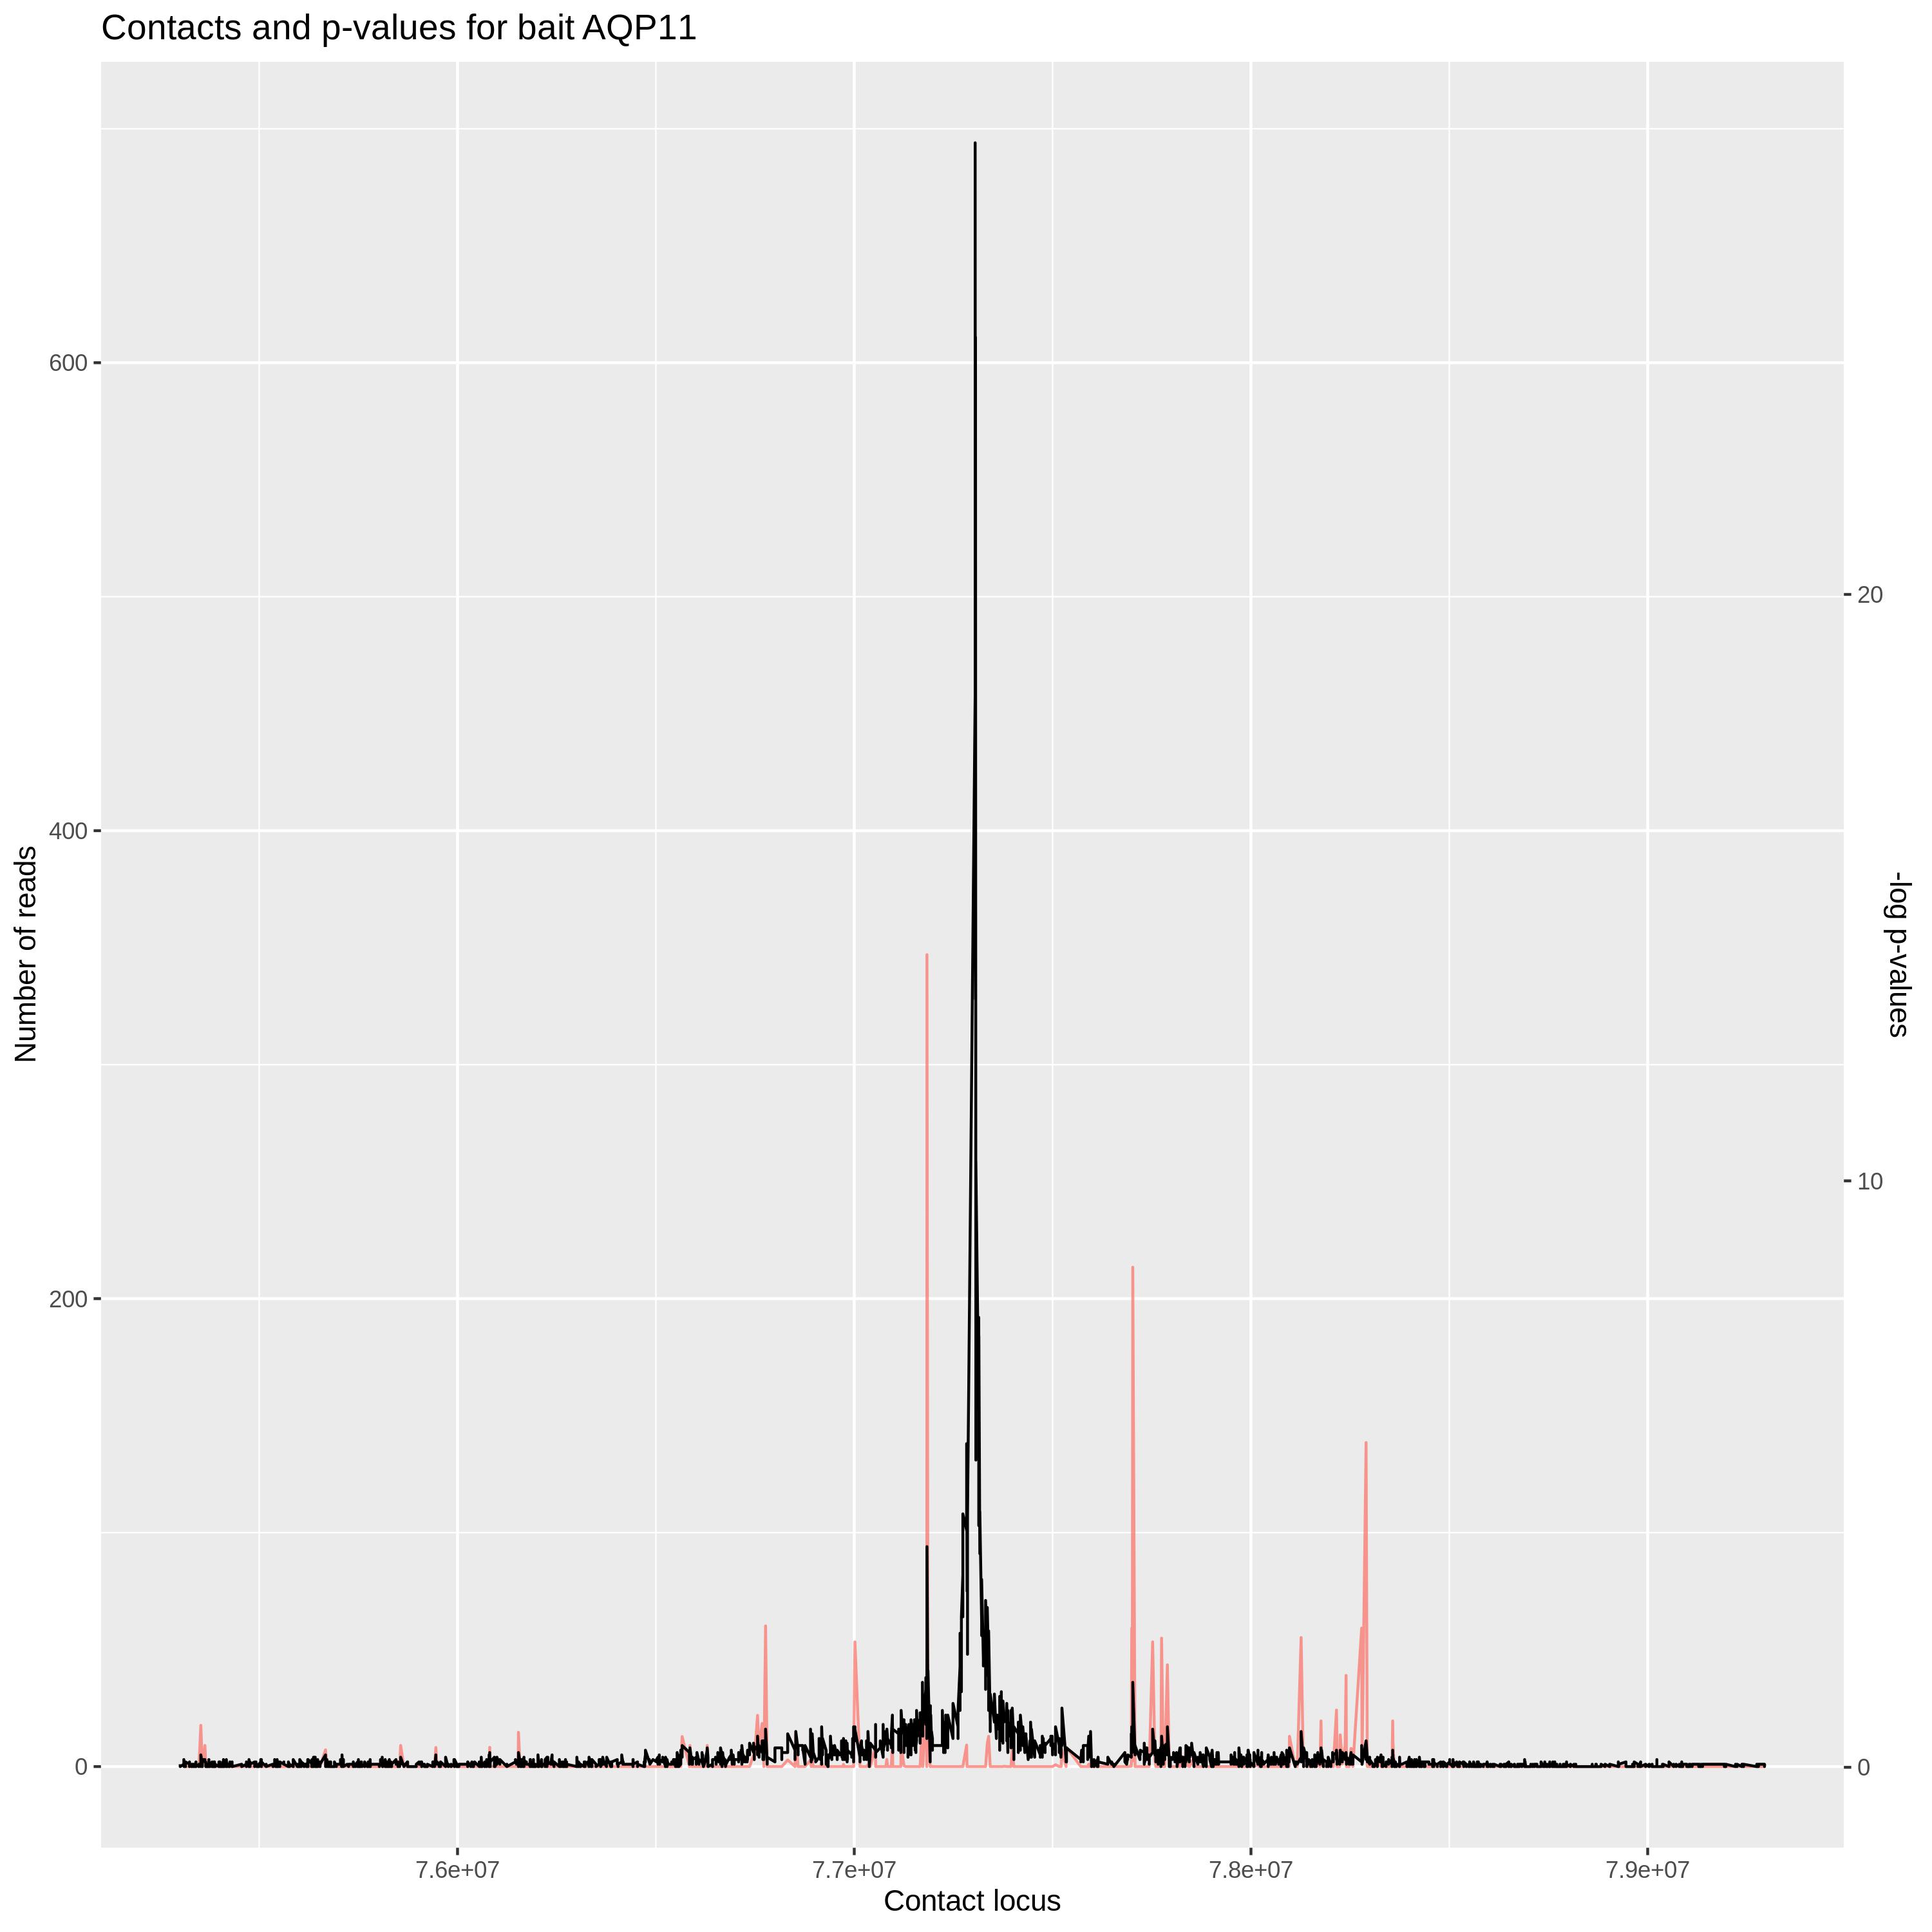 Contacts and p-values for bait AQP11
600
400
200
0
Number of reads
20
10
0
-log p-values
7.6e+07
7.7e+07
7.8e+07
7.9e+07
Contact locus